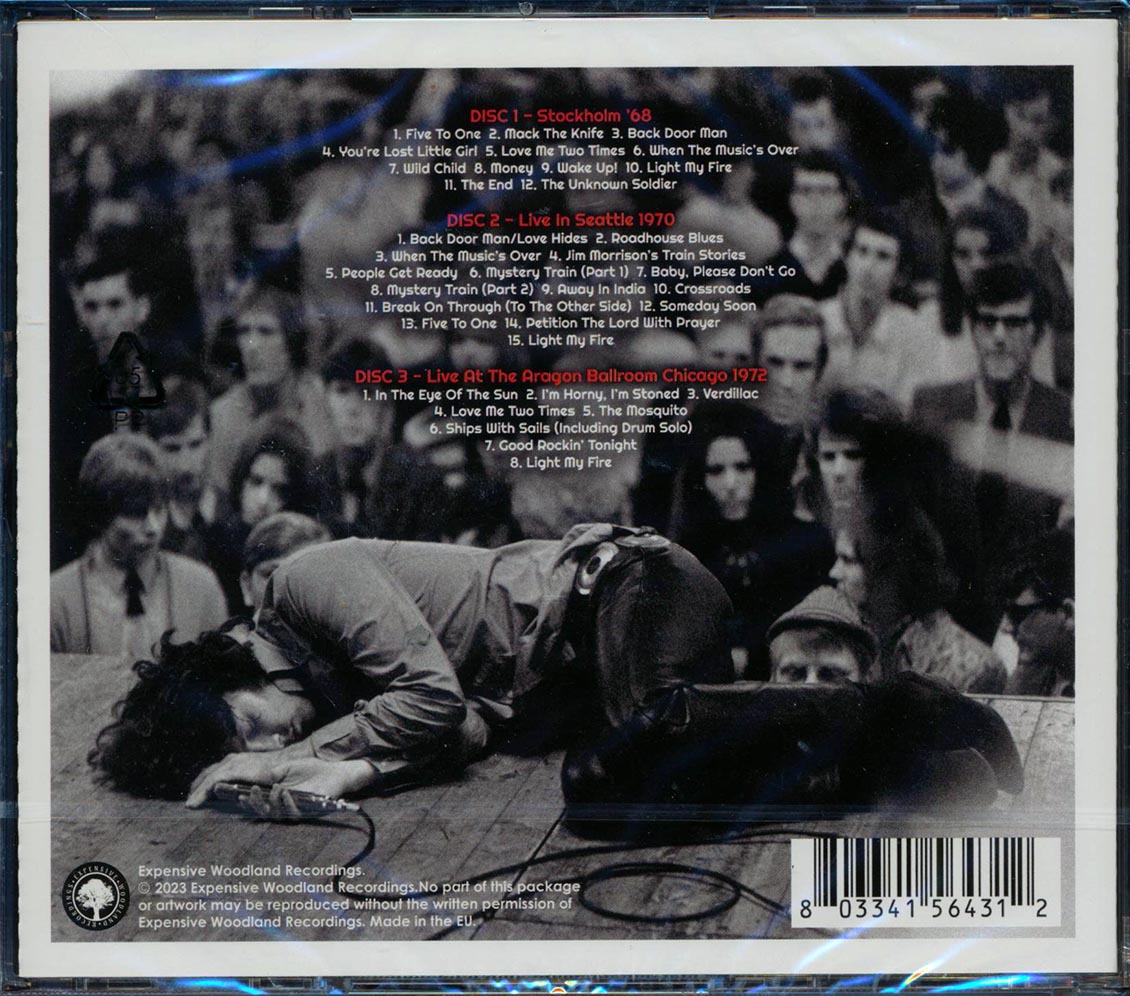 DISC 1 - Stockholm '68
1. Five To One 2. Mack The Knife 3. Back Door Man
4. You're Lost Little Girl 5. Love Me Two Times 6. When The Music's Over
7. Wild Child 8. Money 9. Wake Up! 10. Light My Fire
11. The End 12. The Unknown Soldier
DISC 2 - Live In Seattle 1970
1. Back Door Man/Love Hides 2. Roadhouse Blues
3. When The Music's Over 4. Jim Morrison's Train Stories
5. People Get Ready 6. Mystery Train (Part 1) 7. Baby, Please Don't Go
8. Mystery Train (Part 2) 9. Away In India 10. Crossroads
11. Break On Through (To The Other Side) 12. Someday Soon
13. Five To One 14. Petition The Lord With Prayer
15. Light My Fire
DISC 3 - Live At The Aragon Ballroom Chicago 1972
1. In The Eye Of The Sun 2. I'm Horny, I'm Stoned 3. Verdillac
4. Love Me Two Times 5. The Mosquito
6. Ships With Sails (Including Drum Solo)
7. Good Rockin' Tonight
8. Light My Fire
EXPENSIVE WOODLAND RECORDINGS
Expensive Woodland Recordings.
© 2023 Expensive Woodland Recordings.No part of this package
or artwork may be reproduced without the written permission of
Expensive Woodland Recordings. Made in the EU.
8 03341 56431 2